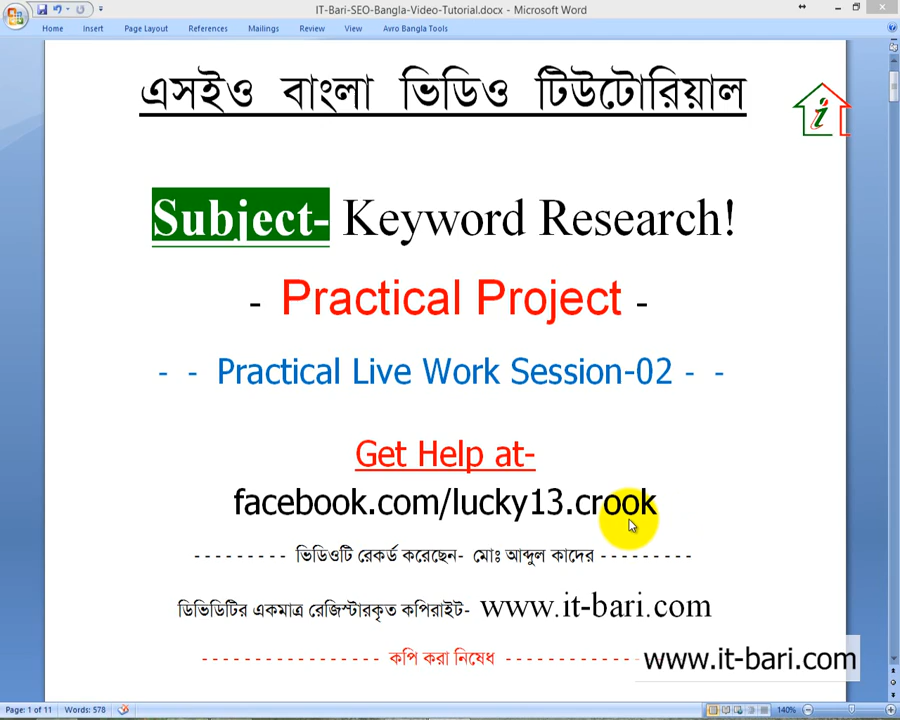 IT-Bari-SEO-Bangla-Video-Tutorial.docx - Microsoft Word
Home Insert Page Layout References Mailings Review View Avro Bangla Tools
এসইও বাংলা ভিডিও টিউটোরিয়াল
i
Subject- Keyword Research!
- Practical Project -
- - Practical Live Work Session-02 - -
Get Help at-
facebook.com/lucky13.crook
--------- ভিডিওটি রেকর্ড করেছেন- মোঃ আব্দুল কাদের ---------
ডিভিডিটির একমাত্র রেজিস্টারকৃত কপিরাইট- www.it-bari.com
------------------ কপি করা নিষেধ -------------
www.it-bari.com
Page: 1 of 11 Words: 578 140%